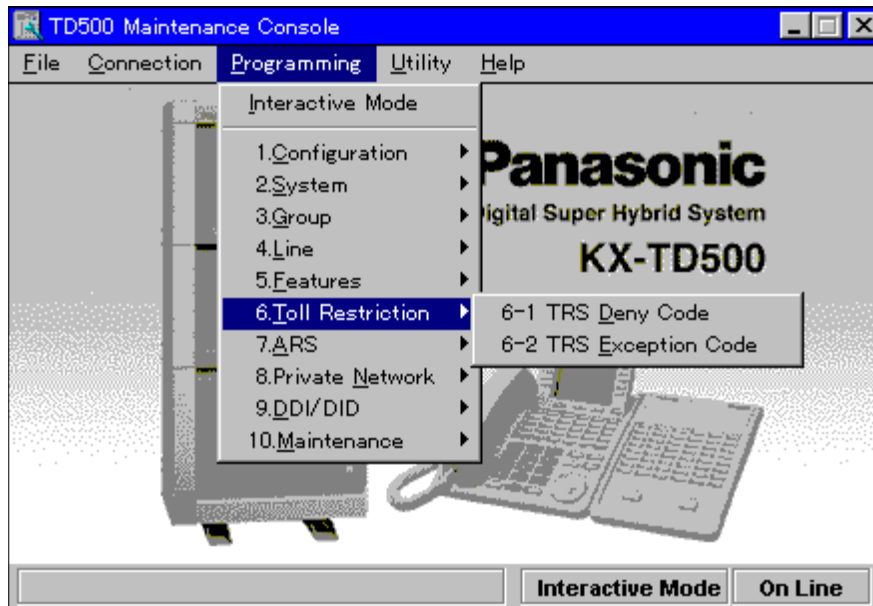 TD500 Maintenance Console
File Connection Programming Utility Help
Interactive Mode
1.Configuration
2.System
3.Group
4.Line
5.Features
6.Toll Restriction
7.ARS
8.Private Network
9.DDI/DID
10.Maintenance
6-1 TRS Deny Code
6-2 TRS Exception Code
Panasonic
Digital Super Hybrid System
KX-TD500
Interactive Mode On Line